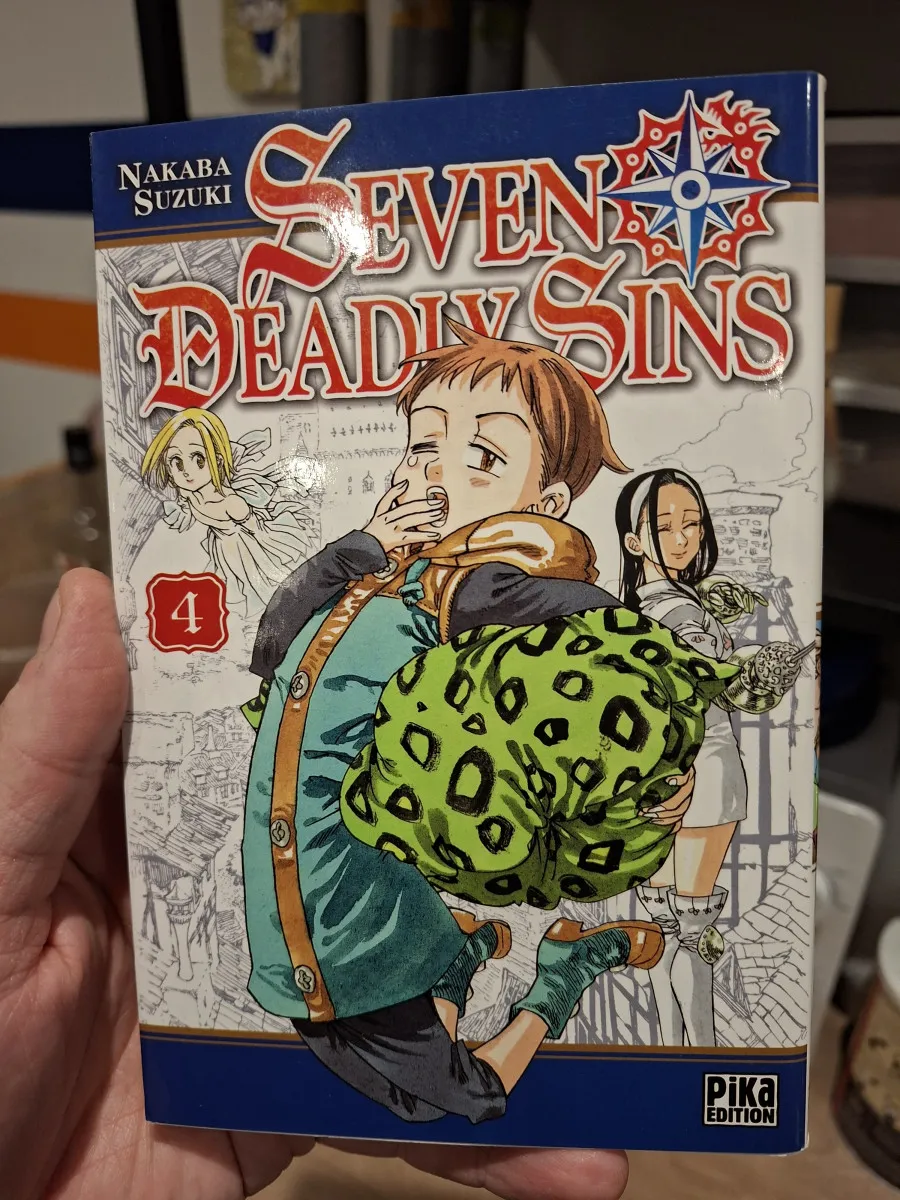 NAKABA
SUZUKI
SEVEN
DEADLY SINS
4
PIKA
EDITION